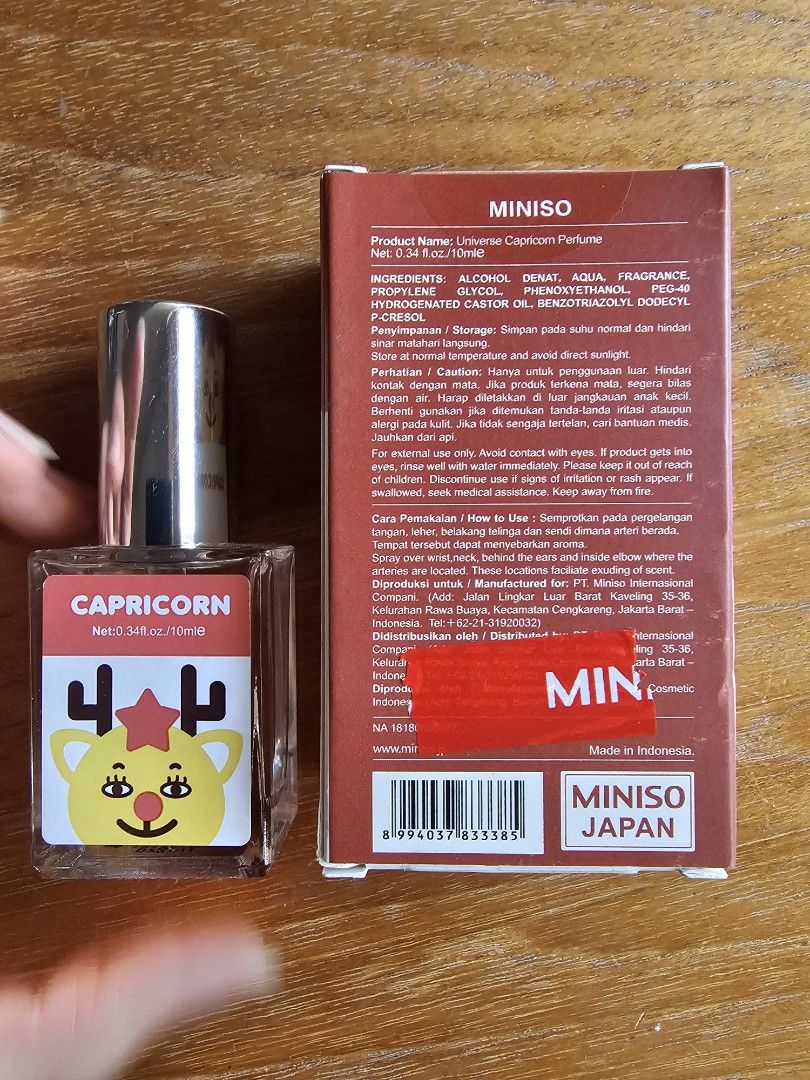 CAPRICORN
Net:0.34fl.oz./10ml℮
MINISO
Product Name: Universe Capricorn Perfume
Net: 0.34 fl.oz./10ml℮
INGREDIENTS: ALCOHOL DENAT, AQUA, FRAGRANCE,
PROPYLENE GLYCOL, PHENOXYETHANOL, PEG-40
HYDROGENATED CASTOR OIL, BENZOTRIAZOLYL DODECYL
P-CRESOL
Penyimpanan / Storage: Simpan pada suhu normal dan hindari
sinar matahari langsung.
Store at normal temperature and avoid direct sunlight.
Perhatian / Caution: Hanya untuk penggunaan luar. Hindari
kontak dengan mata. Jika produk terkena mata, segera bilas
dengan air. Harap diletakkan di luar jangkauan anak kecil.
Berhenti gunakan jika ditemukan tanda-tanda iritasi ataupun
alergi pada kulit. Jika tidak sengaja tertelan, cari bantuan medis.
Jauhkan dari api.
For external use only. Avoid contact with eyes. If product gets into
eyes, rinse well with water immediately. Please keep it out of reach
of children. Discontinue use if signs of irritation or rash appear. If
swallowed, seek medical assistance. Keep away from fire.
Cara Pemakaian / How to Use : Semprotkan pada pergelangan
tangan, leher, belakang telinga dan sendi dimana arteri berada.
Tempat tersebut dapat menyebarkan aroma.
Spray over wrist,neck, behind the ears and inside elbow where the
arteries are located. These locations faciliate exuding of scent.
Diproduksi untuk / Manufactured for: PT. Miniso Internasional
Compani. (Add: Jalan Lingkar Luar Barat Kaveling 35-36,
Kelurahan Rawa Buaya, Kecamatan Cengkareng, Jakarta Barat –
Indonesia. Tel:+62-21-31920032)
Didistribusikan oleh / Distributed by: PT. Internasional
Compani 35-36,
Kelurahan Rawa Buaya Barat –
Cosmetic
MIN
NA
Made in Indonesia.
8 994037 833385
MINISO
JAPAN